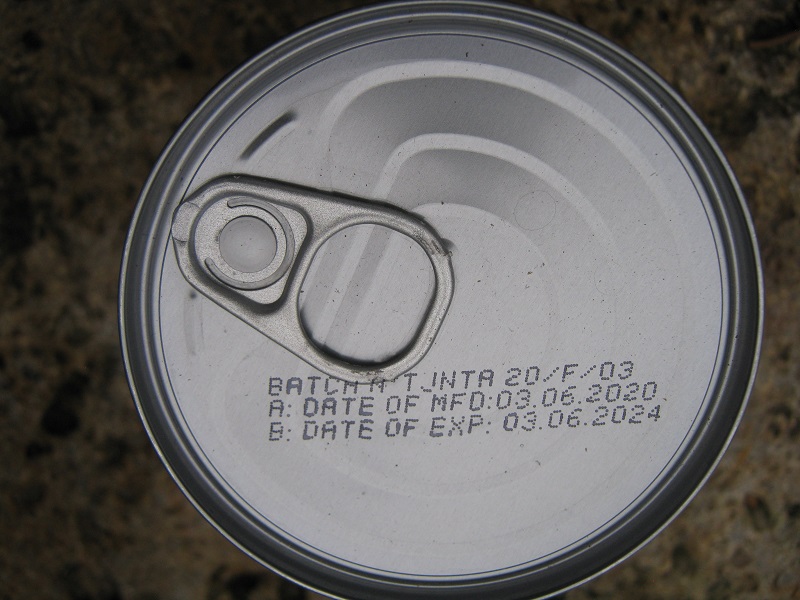 BATCH A TJNTA 20/F/03
A: DATE OF MFD:03.06.2020
B: DATE OF EXP: 03.06.2024